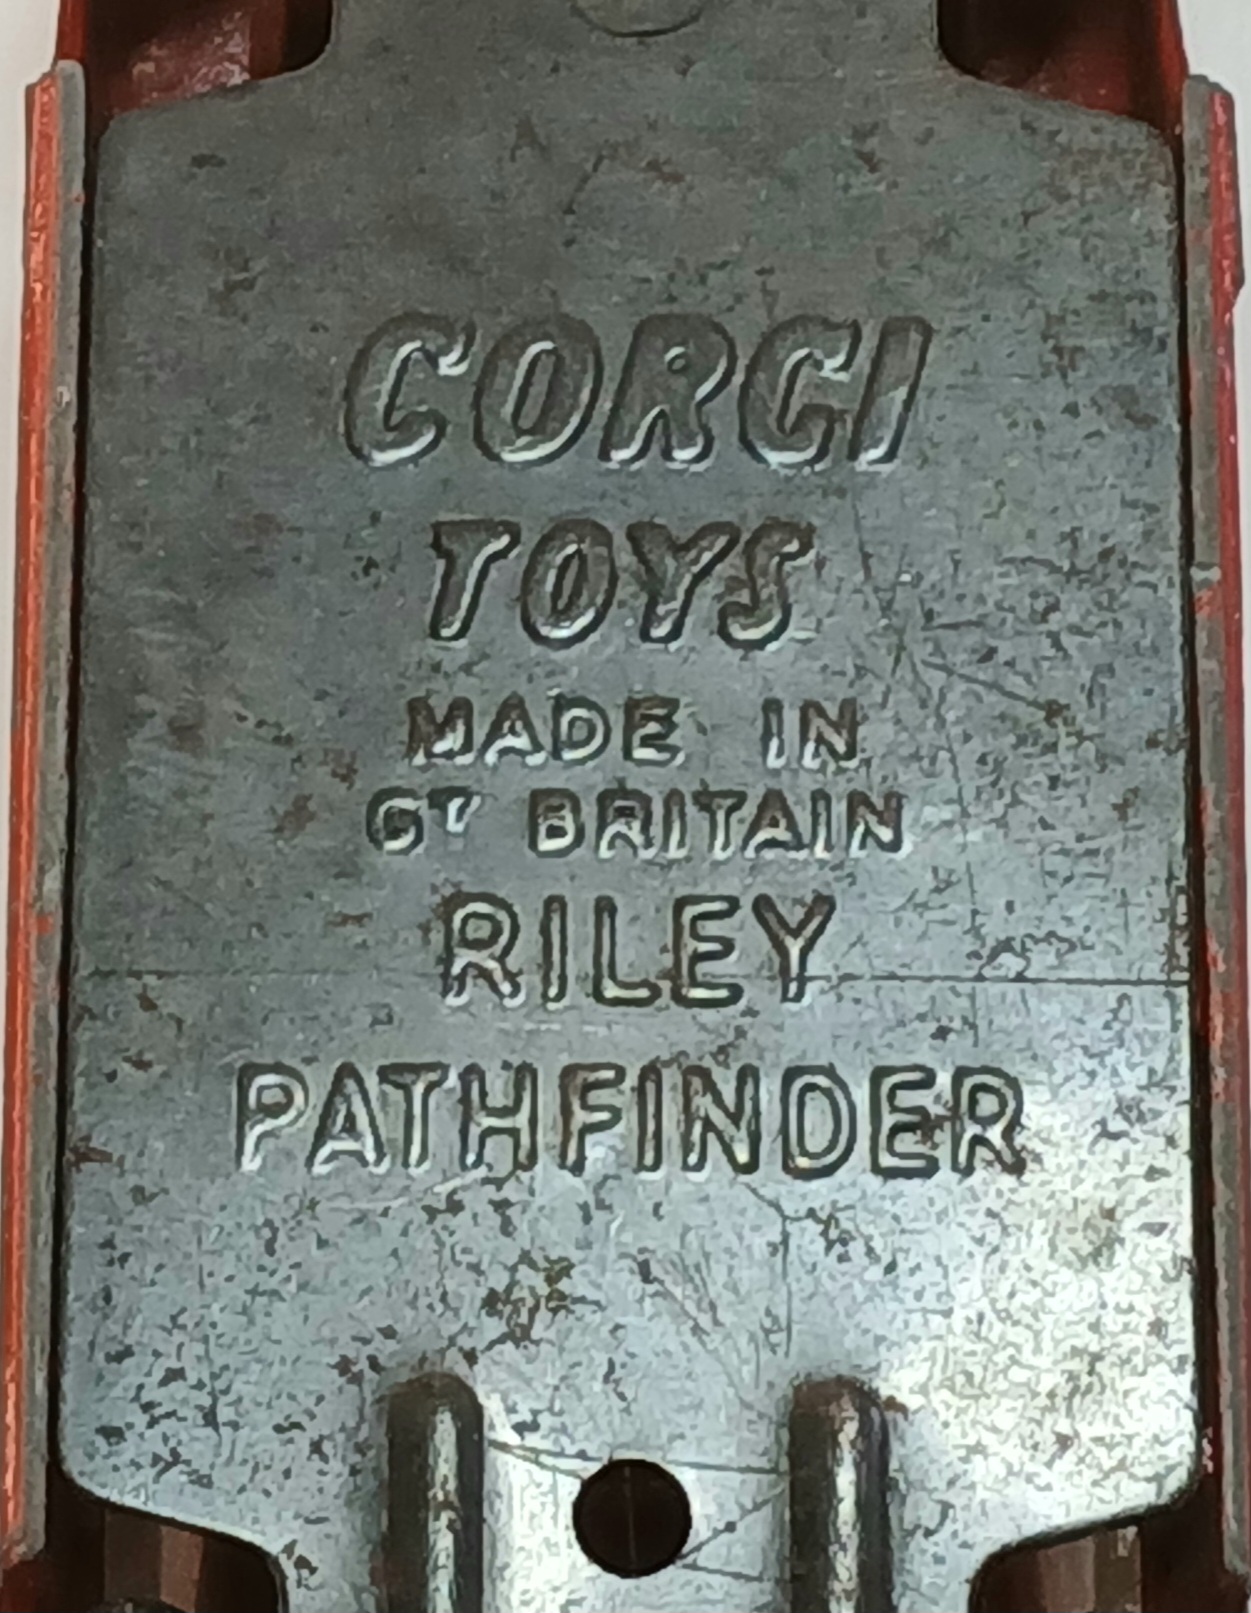 CORGI
TOYS
MADE IN
GT BRITAIN
RILEY
PATHFINDER